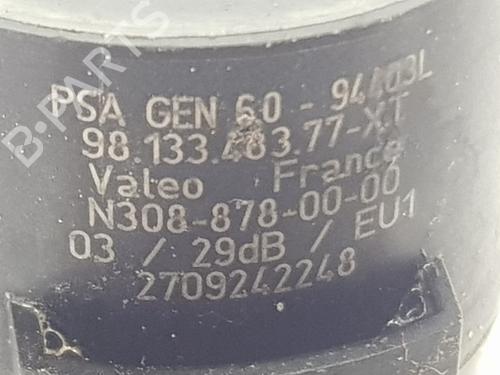 PSA GEN 60 - 94403L
98.133.483.77-XT
Valeo France
N308-878-00-00
03 / 29dB / EU1
2709242248
B-PARTS